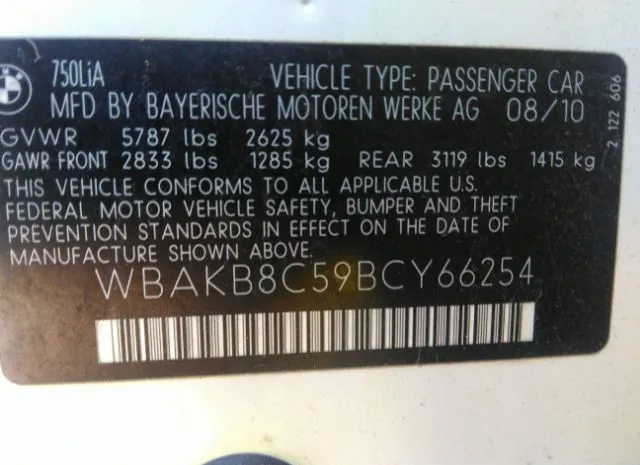 750LiA VEHICLE TYPE: PASSENGER CAR
MFD BY BAYERISCHE MOTOREN WERKE AG 08/10
GVWR 5787 lbs 2625 kg
GAWR FRONT 2833 lbs 1285 kg REAR 3119 lbs 1415 kg
THIS VEHICLE CONFORMS TO ALL APPLICABLE U.S.
FEDERAL MOTOR VEHICLE SAFETY, BUMPER AND THEFT
PREVENTION STANDARDS IN EFFECT ON THE DATE OF
MANUFACTURE SHOWN ABOVE.
WBAKB8C59BCY66254
2 122 606